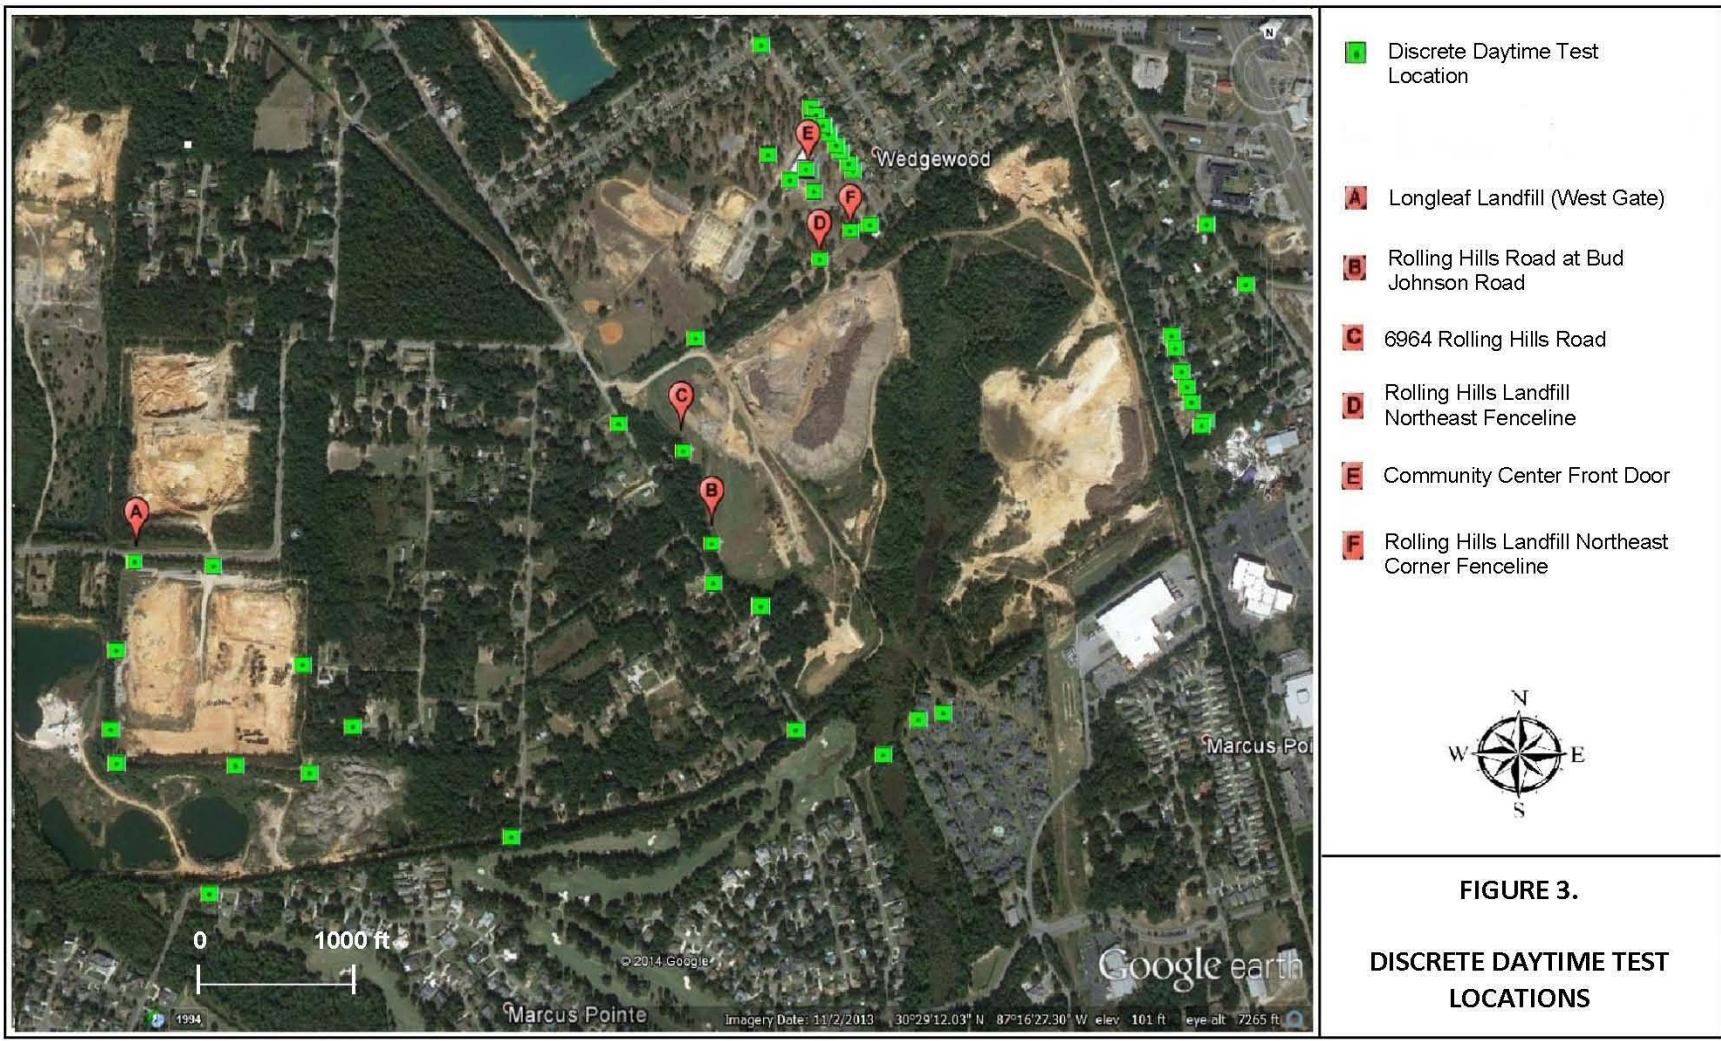 N
E
Wedgewood
F
D
C
B
A
Marcus Poi
0 1000 ft
© 2014 Google
Google earth
1994
Marcus Pointe
Imagery Date: 11/2/2013 30°29'12.03" N 87°16'27.30" W elev 101 ft eye alt 7265 ft
Discrete Daytime Test
Location
A Longleaf Landfill (West Gate)
B Rolling Hills Road at Bud
Johnson Road
C 6964 Rolling Hills Road
D Rolling Hills Landfill
Northeast Fenceline
E Community Center Front Door
F Rolling Hills Landfill Northeast
Corner Fenceline
N
W E
S
FIGURE 3.
DISCRETE DAYTIME TEST
LOCATIONS